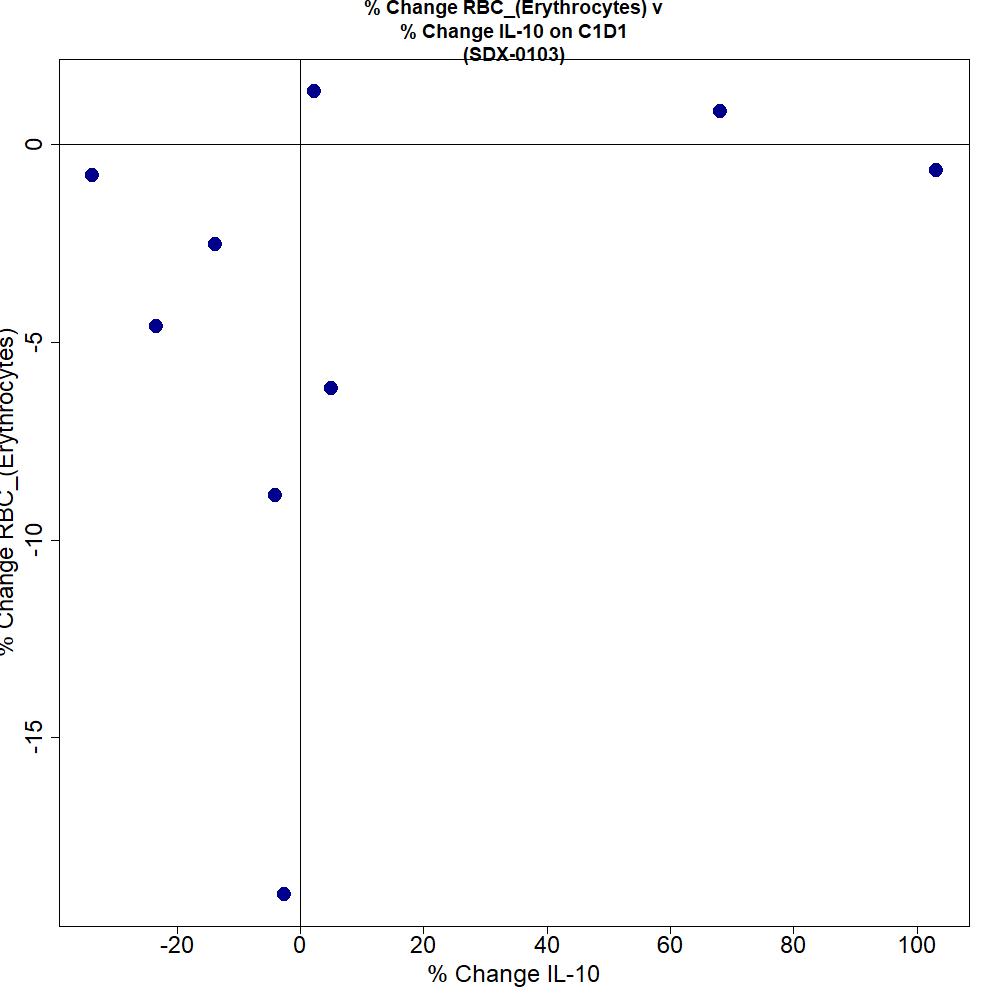 % Change RBC_(Erythrocytes) v
% Change IL-10 on C1D1
(SDX-0103)
% Change RBC_(Erythrocytes)
0
-5
-10
-15
-20 0 20 40 60 80 100
% Change IL-10